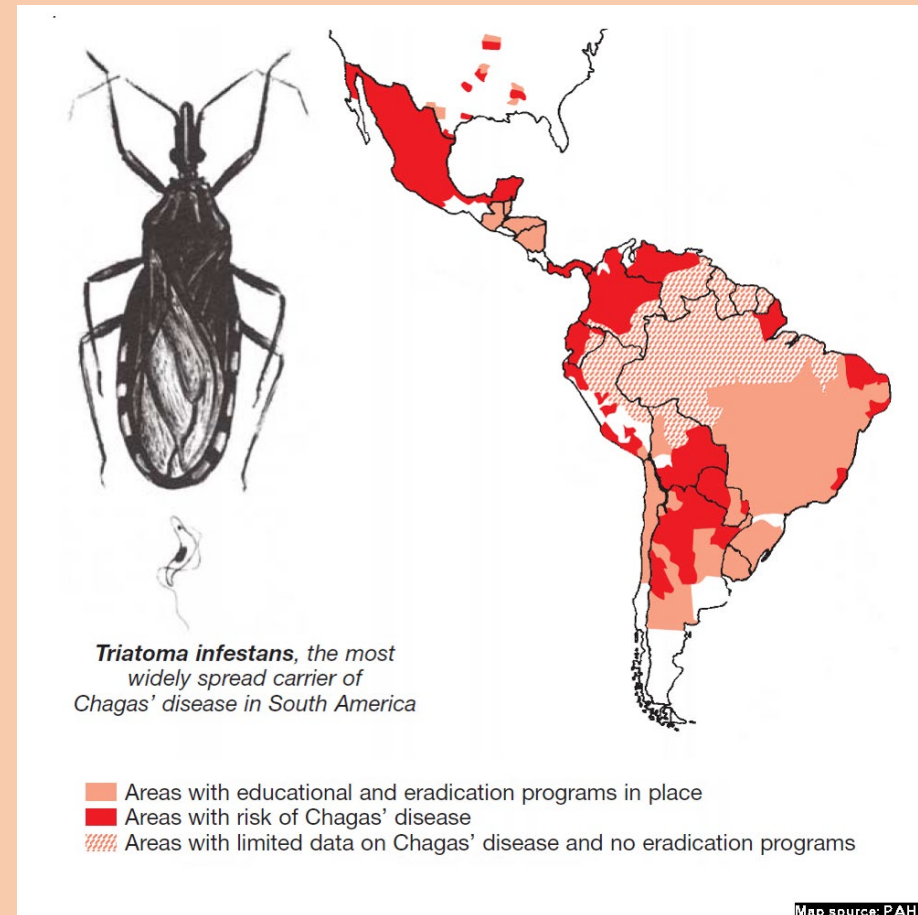 Triatoma infestans, the most
widely spread carrier of
Chagas' disease in South America
Areas with educational and eradication programs in place
Areas with risk of Chagas' disease
Areas with limited data on Chagas' disease and no eradication programs
Map source: PAH